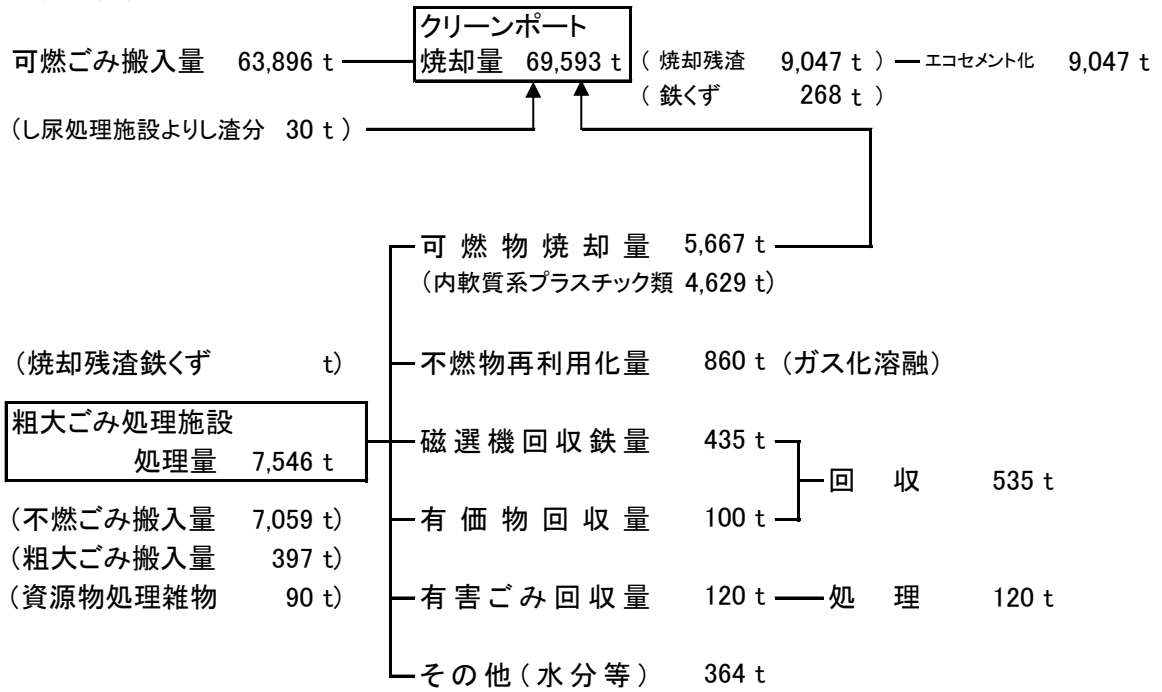 クリーンポート
可燃ごみ搬入量 63,896 t 焼却量 69,593 t ( 焼却残渣 9,047 t ) エコセメント化 9,047 t
( 鉄くず 268 t )
(し尿処理施設よりし渣分 30 t )
可燃物焼却量 5,667 t
(内軟質系プラスチック類 4,629 t)
(焼却残渣鉄くず t) 不燃物再利用化量 860 t (ガス化溶融)
粗大ごみ処理施設
処理量 7,546 t
磁選機回収鉄量 435 t
回収 535 t
(不燃ごみ搬入量 7,059 t) 有価物回収量 100 t
(粗大ごみ搬入量 397 t)
(資源物処理雑物 90 t) 有害ごみ回収量 120 t 処理 120 t
その他(水分等) 364 t